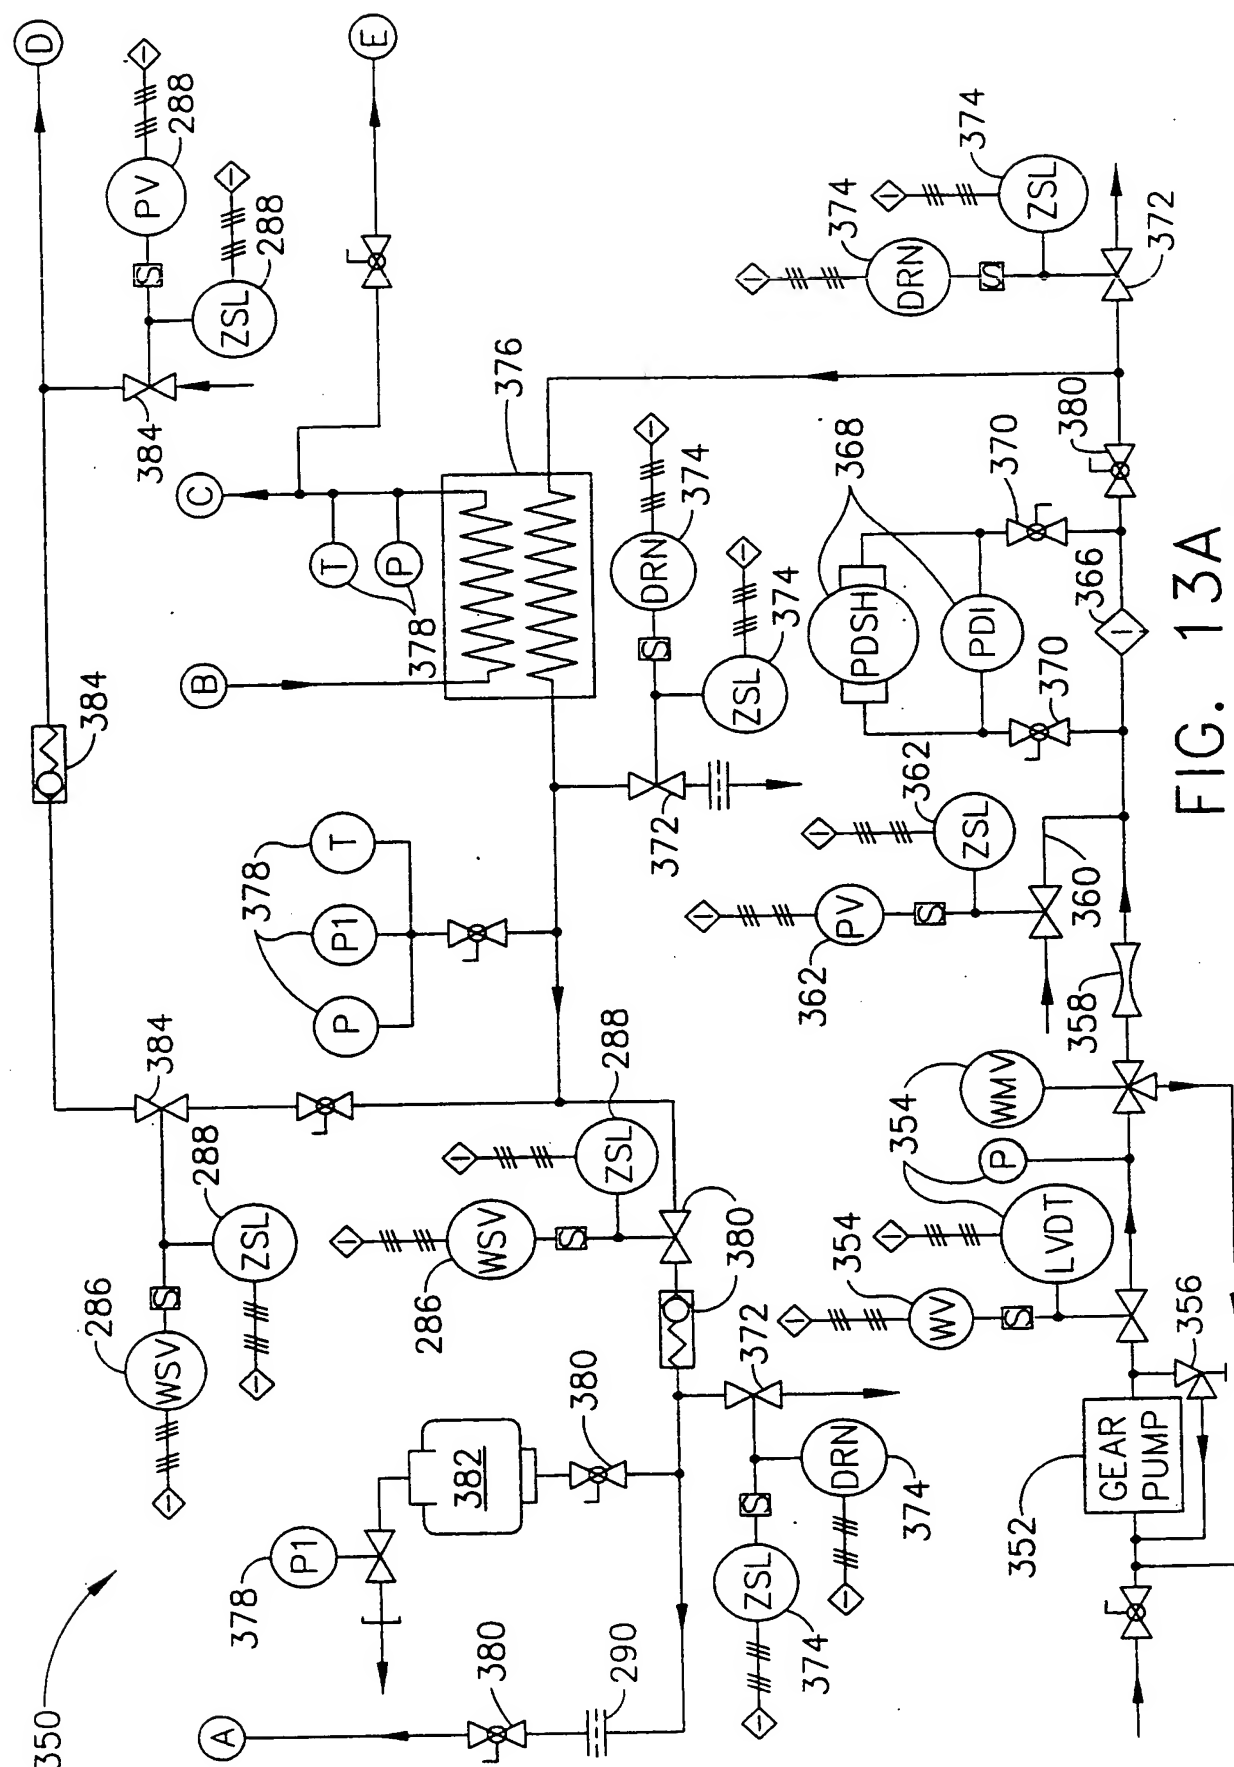 350
D
384
286
384
288
I
PV
S
384
I
WSV
S
C
B
A
288
ZSL
I
288
ZSL
I
378
P1
378
P
P1
T
378
T
P
E
376
382
380
290
380
286
WSV
I
S
288
ZSL
I
380
372
S
ZSL
I
374
DRN
I
374
372
S
DRN
I
374
ZSL
I
374
354
WV
I
S
LVDT
I
354
P
WMV
362
PV
I
S
362
ZSL
I
360
358
PDSH
PDI
368
370
370
366
380
374
DRN
I
S
374
ZSL
I
372
352
GEAR
PUMP
356
FIG. 13A